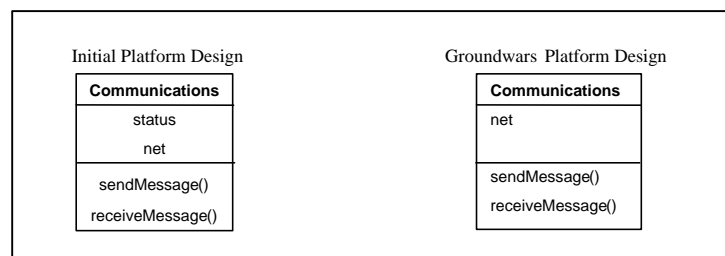 Initial Platform Design
Communications
status
net
sendMessage()
receiveMessage()
Groundwars Platform Design
Communications
net
sendMessage()
receiveMessage()